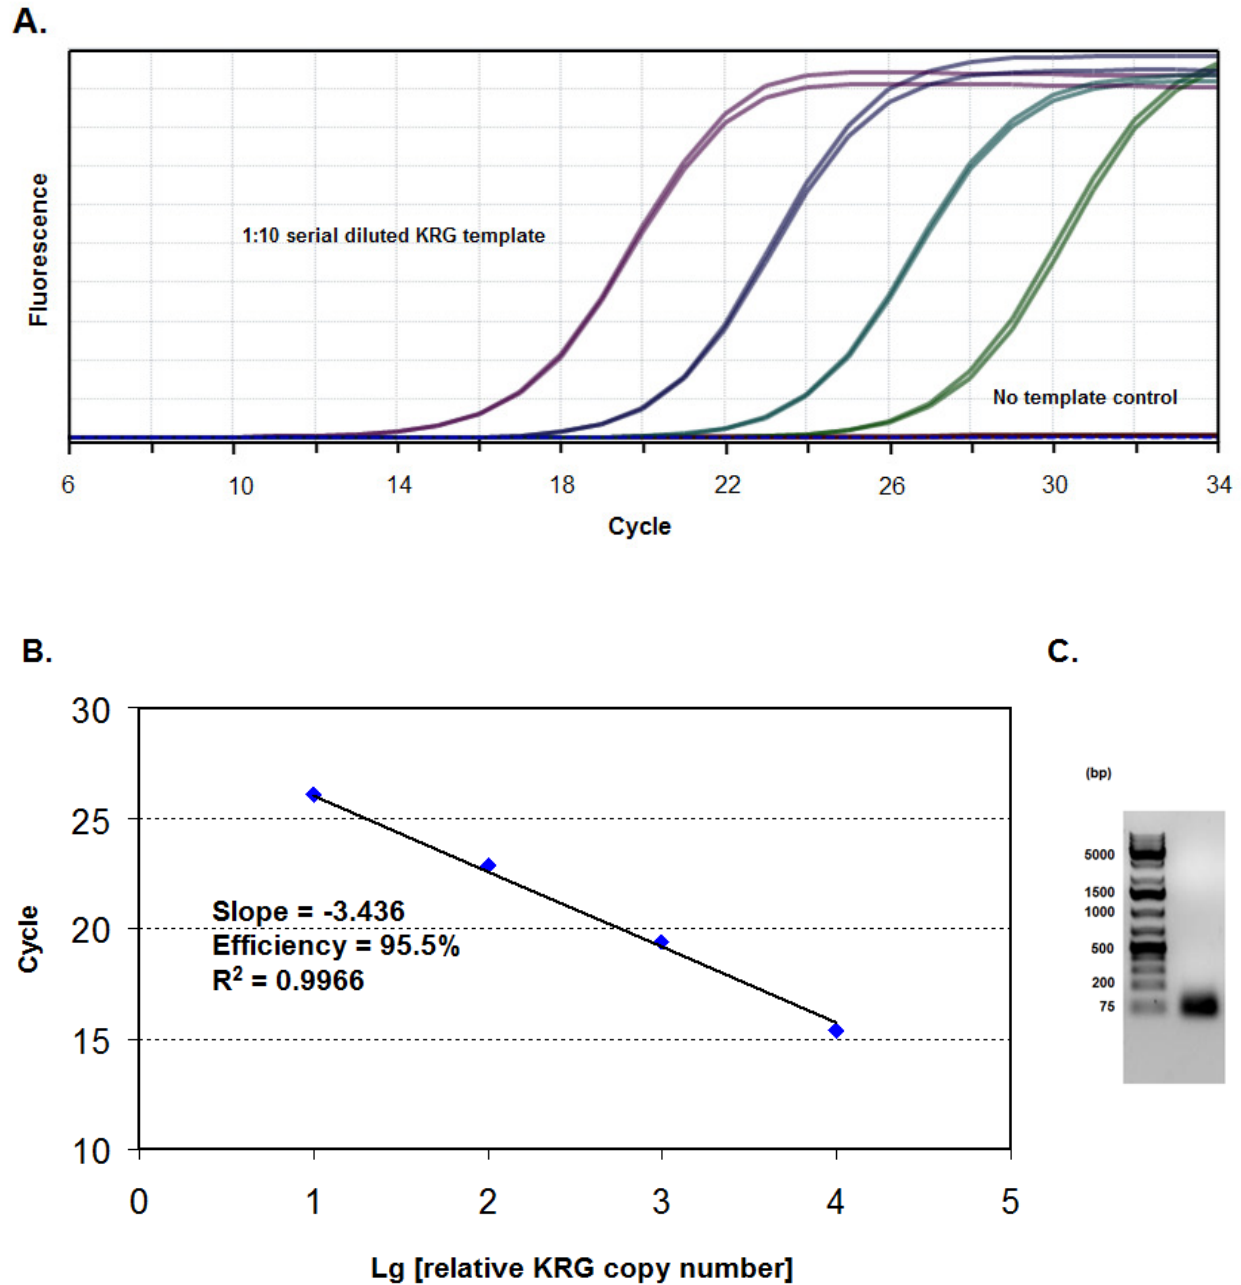 A.
Fluorescence
1:10 serial diluted KRG template
No template control
6 10 14 18 22 26 30 34
Cycle
B.
C.
30
25
20
15
10
Cycle
Slope = -3.436
Efficiency = 95.5%
R² = 0.9966
0 1 2 3 4 5
Lg [relative KRG copy number]
(bp)
5000
1500
1000
500
200
75